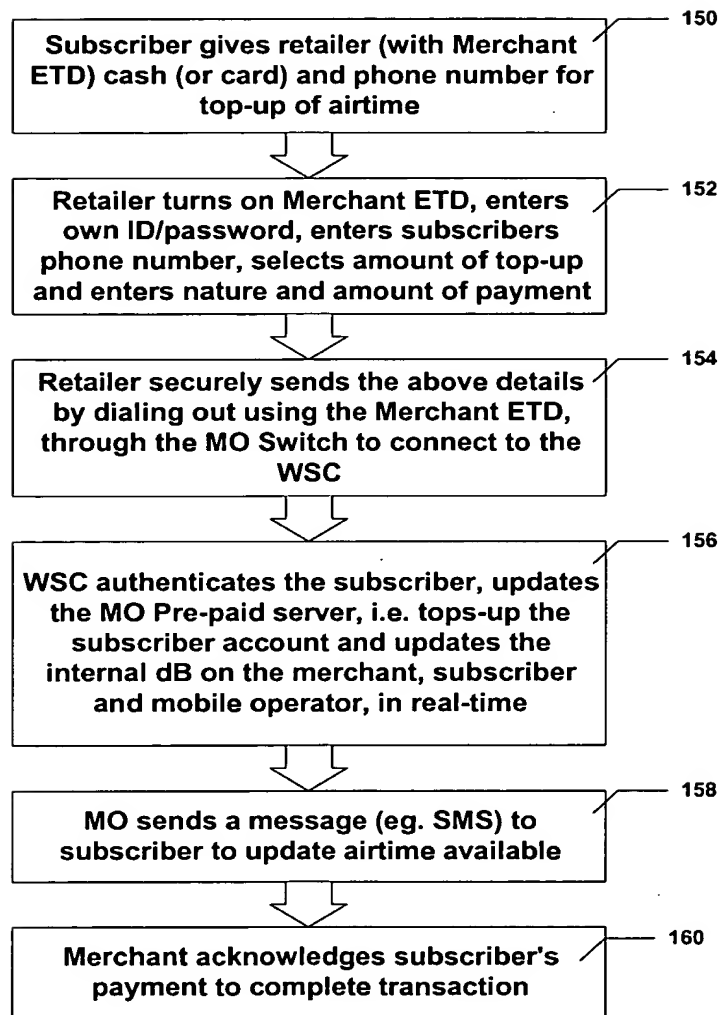 150
Subscriber gives retailer (with Merchant
ETD) cash (or card) and phone number for
top-up of airtime
152
Retailer turns on Merchant ETD, enters
own ID/password, enters subscribers
phone number, selects amount of top-up
and enters nature and amount of payment
154
Retailer securely sends the above details
by dialing out using the Merchant ETD,
through the MO Switch to connect to the
WSC
156
WSC authenticates the subscriber, updates
the MO Pre-paid server, i.e. tops-up the
subscriber account and updates the
internal dB on the merchant, subscriber
and mobile operator, in real-time
158
MO sends a message (eg. SMS) to
subscriber to update airtime available
160
Merchant acknowledges subscriber's
payment to complete transaction